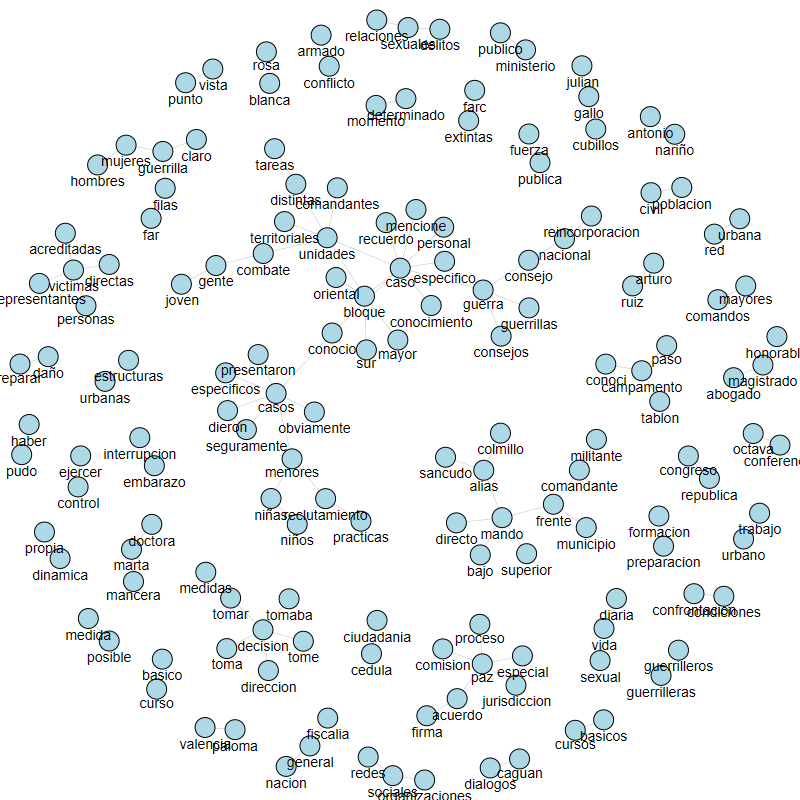 relaciones
sexuales
delitos
publico
ministerio
armado
conflicto
rosa
blanca
vista
punto
julian
gallo
cubillos
farc
extintas
momento
determinado
antonio
nariño
fuerza
publica
mujeres
hombres
guerrilla
claro
filas
far
tareas
distintas
comandantes
territoriales
unidades
combate
gente
joven
recuerdo
mencione
personal
caso
especifico
conocimiento
oriental
bloque
conocio
sur
mayor
guerra
guerrillas
consejos
consejo
nacional
reincorporacion
civil
poblacion
urbana
red
acreditadas
victimas
directas
epresentantes
personas
arturo
ruiz
mayores
comandos
daño
reparar
estructuras
urbanas
presentaron
especificos
casos
dieron
seguramente
obviamente
menores
niñas
niños
reclutamiento
practicas
paso
conoci
campamento
tablon
honorabl
magistrado
abogado
haber
pudo
ejercer
control
interrupcion
embarazo
colmillo
sancudo
alias
militante
comandante
frente
municipio
mando
directo
bajo
superior
congreso
republica
octava
conferenc
propia
dinamica
doctora
marta
mancera
formacion
preparacion
trabajo
urbano
medidas
tomar
tomaba
decision
toma
tome
direccion
medida
posible
basico
curso
ciudadania
cedula
proceso
comision
paz
especial
jurisdiccion
acuerdo
firma
diaria
vida
sexual
confrontacion
condiciones
guerrilleros
guerrilleras
valencia
paloma
fiscalia
general
nacion
redes
sociales
organizaciones
dialogos
caguan
cursos
basicos